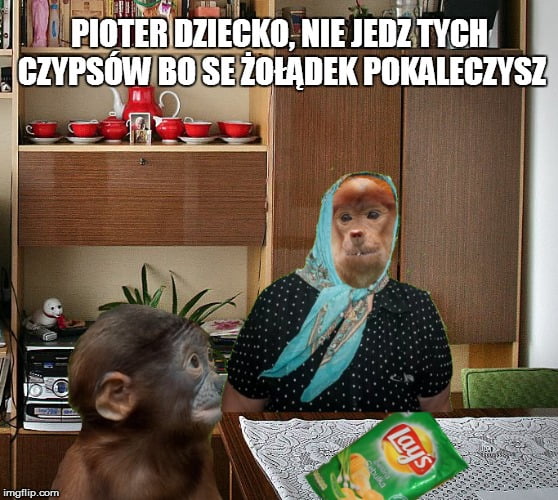 PIOTER DZIECKO, NIE JEDZ TYCH
CZYPSÓW BO SE ŻOŁĄDEK POKALECZYSZ
Lay's
imgflip.com